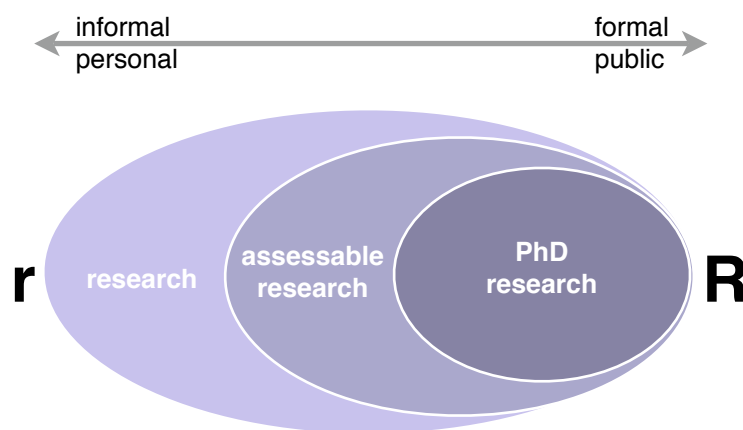 informal
personal
formal
public
r
research
assessable
research
PhD
research
R